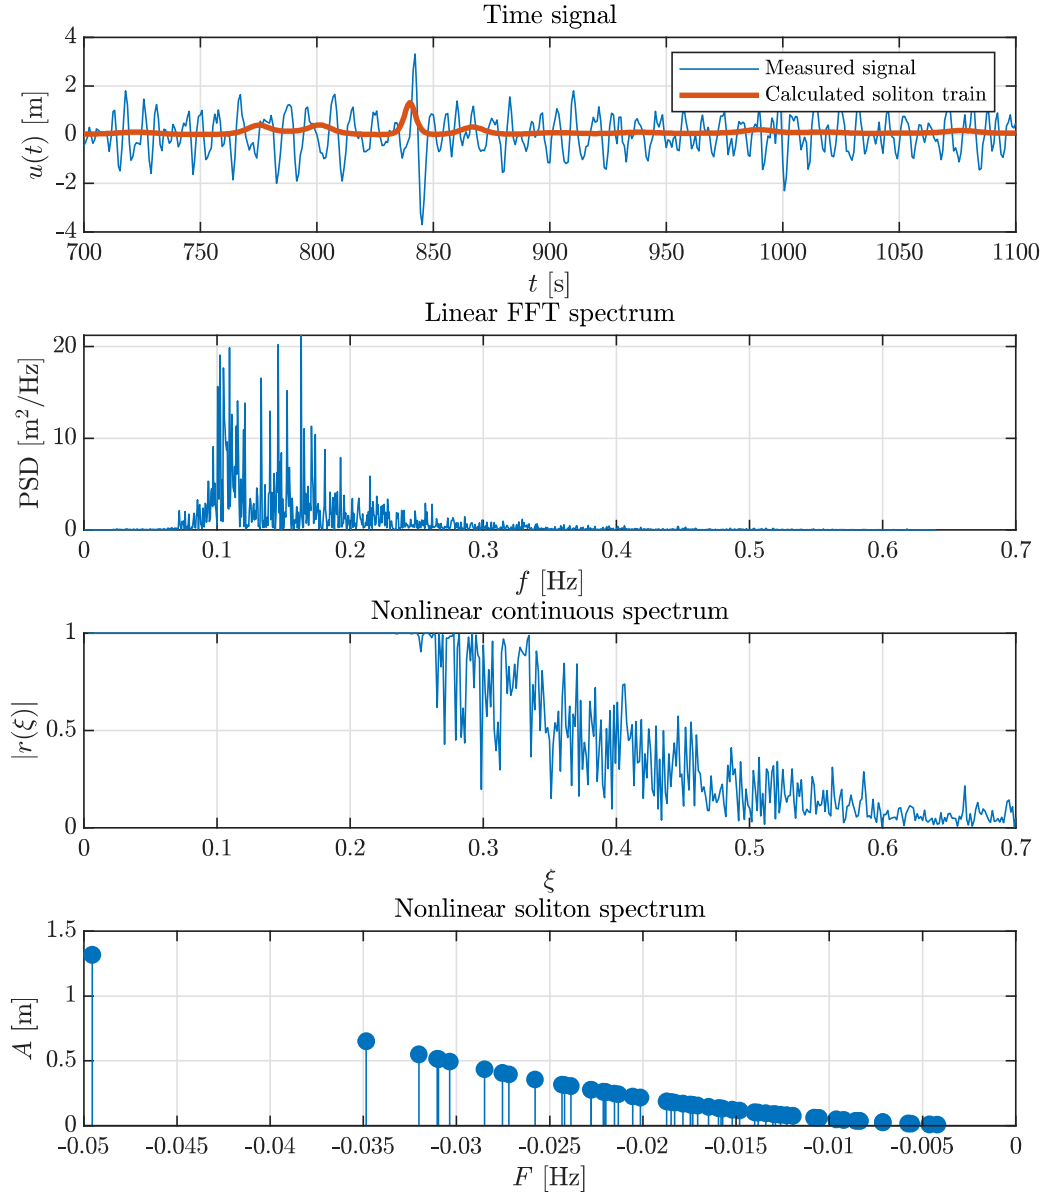 Time signal
4
2
0
-2
-4
u(t) [m]
Measured signal
Calculated soliton train
700 750 800 850 900 950 1000 1050 1100
t [s]
Linear FFT spectrum
20
10
0
PSD [m²/Hz]
0 0.1 0.2 0.3 0.4 0.5 0.6 0.7
f [Hz]
Nonlinear continuous spectrum
1
0.5
0
|r(ξ)|
0 0.1 0.2 0.3 0.4 0.5 0.6 0.7
ξ
Nonlinear soliton spectrum
1.5
1
0.5
0
A [m]
-0.05 -0.045 -0.04 -0.035 -0.03 -0.025 -0.02 -0.015 -0.01 -0.005 0
F [Hz]